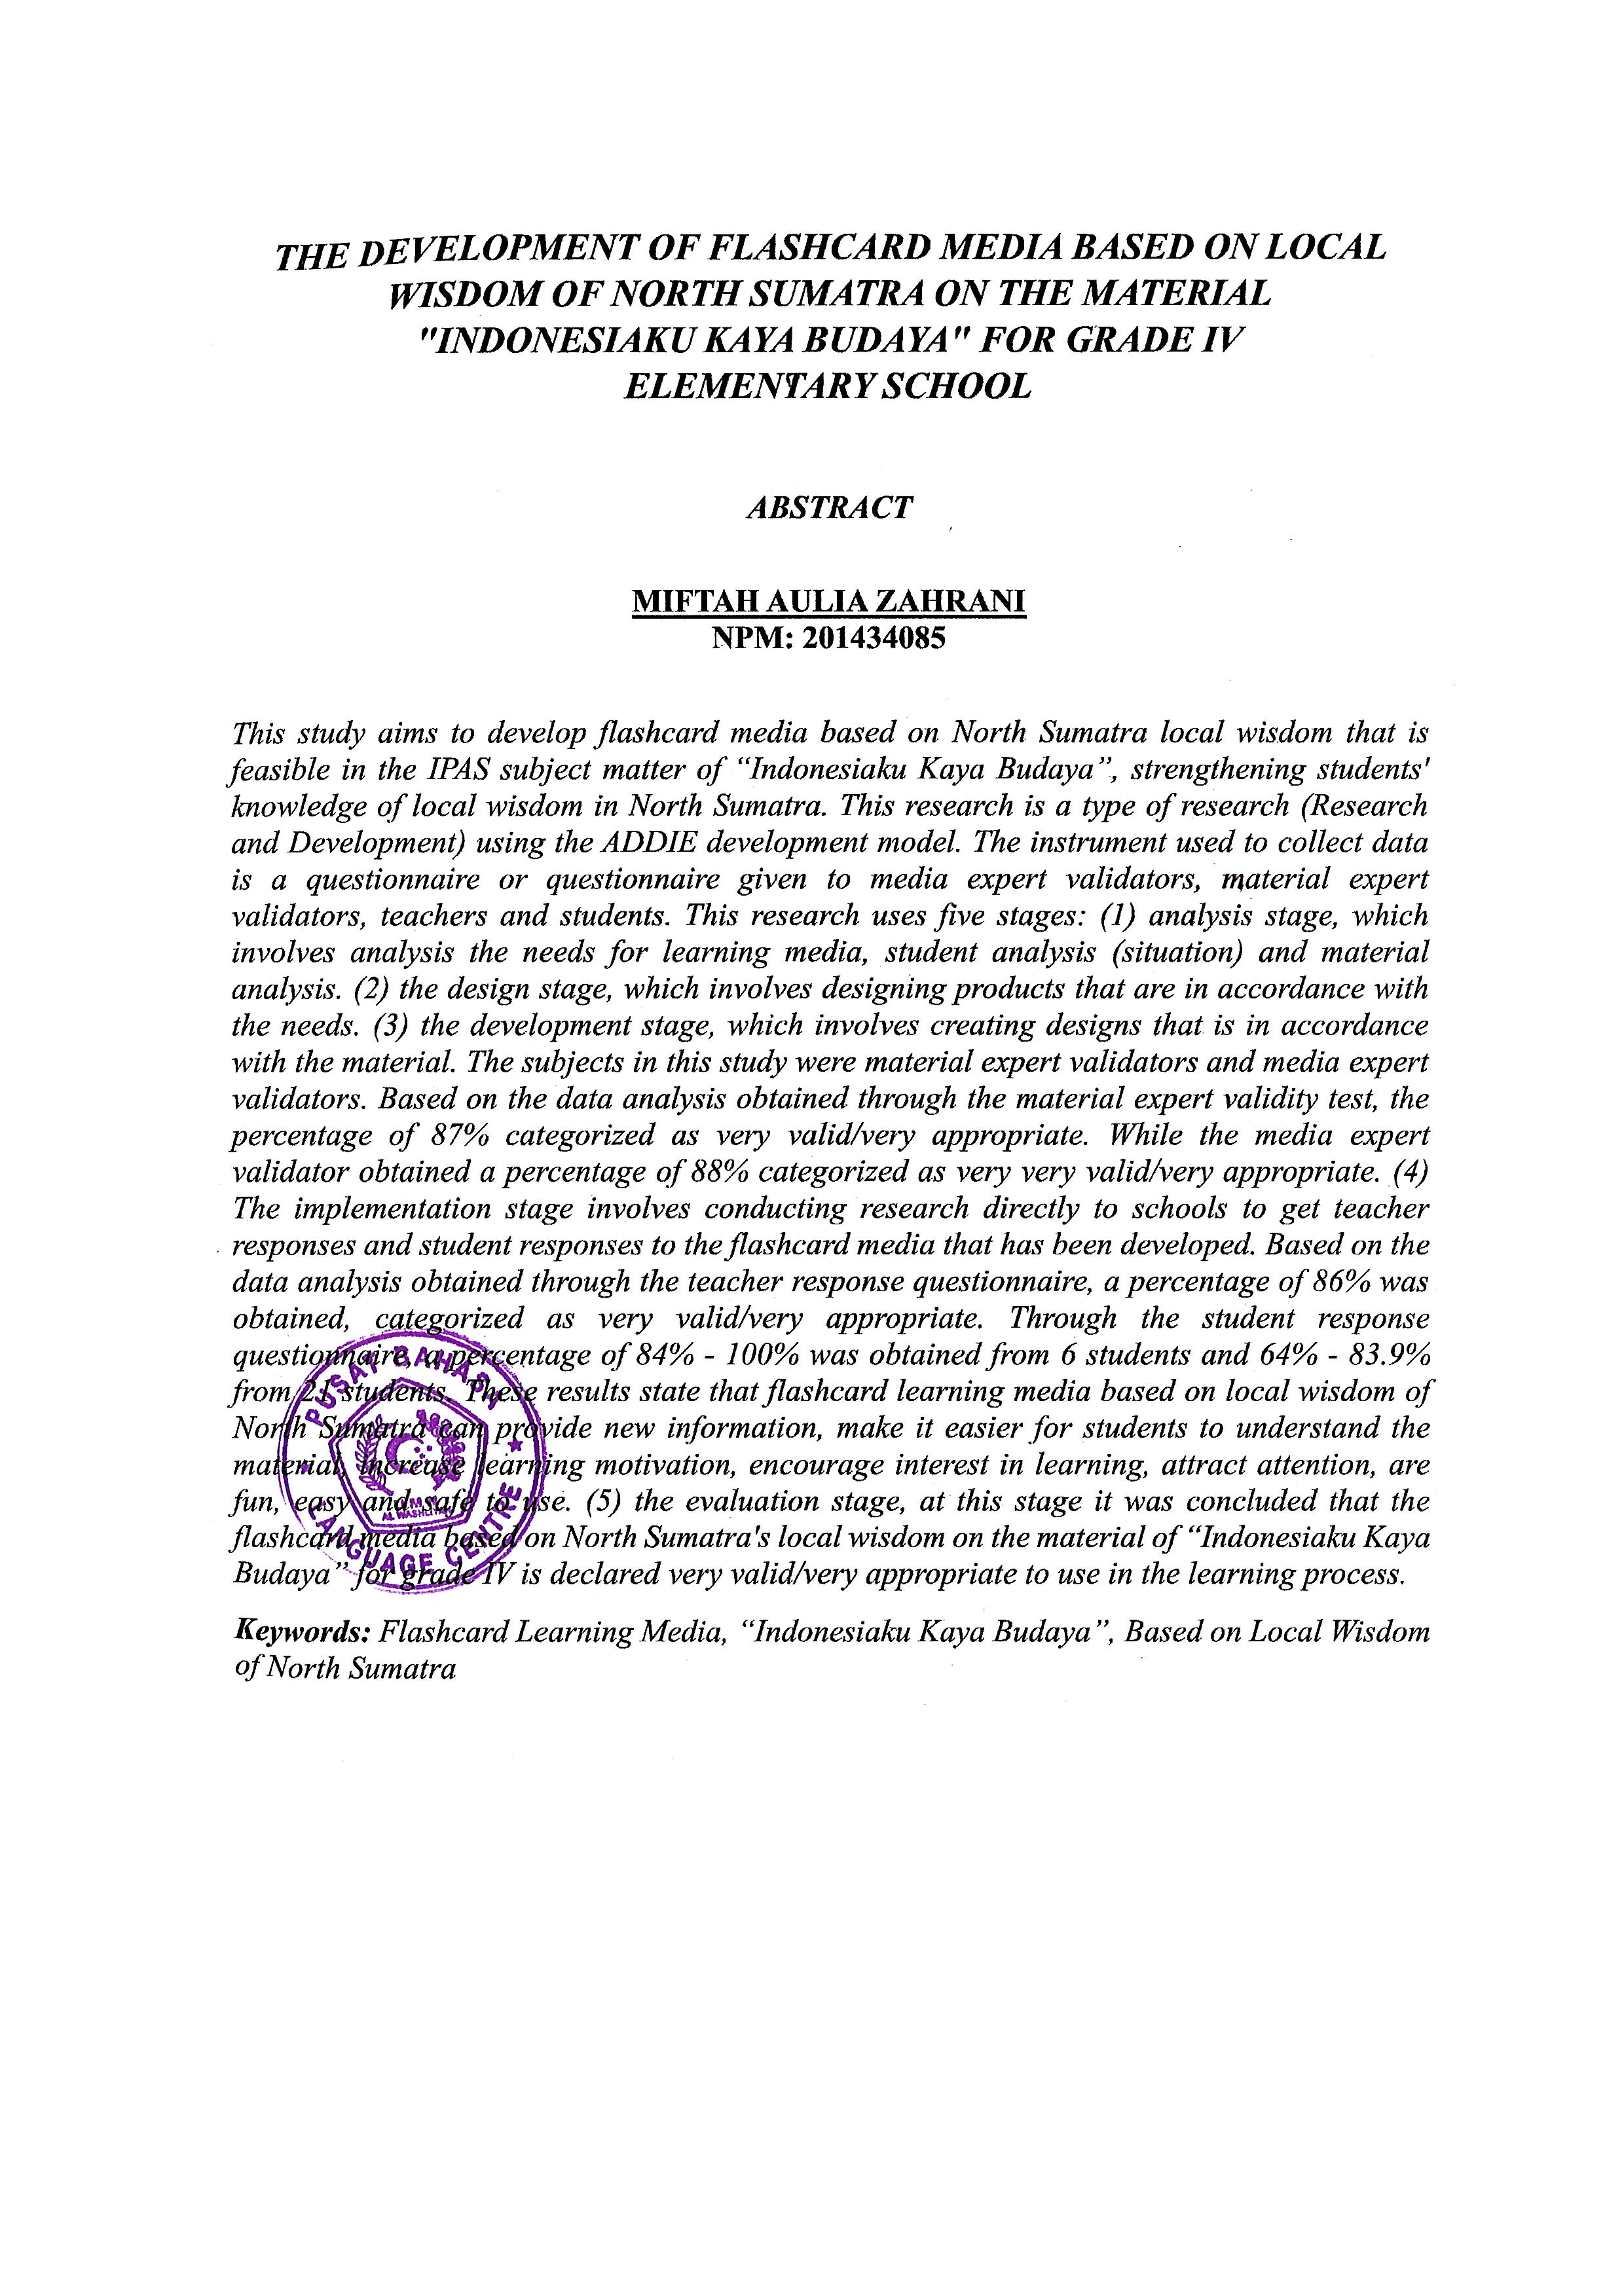 THE DEVELOPMENT OF FLASHCARD MEDIA BASED ON LOCAL
WISDOM OF NORTH SUMATRA ON THE MATERIAL
"INDONESIAKU KAYA BUDAYA" FOR GRADE IV
ELEMENTARY SCHOOL
ABSTRACT
MIFTAH AULIA ZAHRANI
NPM: 201434085
This study aims to develop flashcard media based on North Sumatra local wisdom that is
feasible in the IPAS subject matter of “Indonesiaku Kaya Budaya”, strengthening students'
knowledge of local wisdom in North Sumatra. This research is a type of research (Research
and Development) using the ADDIE development model. The instrument used to collect data
is a questionnaire or questionnaire given to media expert validators, material expert
validators, teachers and students. This research uses five stages: (1) analysis stage, which
involves analysis the needs for learning media, student analysis (situation) and material
analysis. (2) the design stage, which involves designing products that are in accordance with
the needs. (3) the development stage, which involves creating designs that is in accordance
with the material. The subjects in this study were material expert validators and media expert
validators. Based on the data analysis obtained through the material expert validity test, the
percentage of 87% categorized as very valid/very appropriate. While the media expert
validator obtained a percentage of 88% categorized as very very valid/very appropriate. (4)
The implementation stage involves conducting research directly to schools to get teacher
responses and student responses to the flashcard media that has been developed. Based on the
data analysis obtained through the teacher response questionnaire, a percentage of 86% was
obtained, categorized as very valid/very appropriate. Through the student response
questionnaire, a percentage of 84% - 100% was obtained from 6 students and 64% - 83.9%
from 21 students. These results state that flashcard learning media based on local wisdom of
North Sumatra can provide new information, make it easier for students to understand the
material, increase learning motivation, encourage interest in learning, attract attention, are
fun, easy and safe to use. (5) the evaluation stage, at this stage it was concluded that the
flashcard media based on North Sumatra's local wisdom on the material of “Indonesiaku Kaya
Budaya” for grade IV is declared very valid/very appropriate to use in the learning process.
Keywords: Flashcard Learning Media, “Indonesiaku Kaya Budaya”, Based on Local Wisdom
of North Sumatra
PUSAT BAHASA
AL WASHLIYAH
LANGUAGE CENTRE